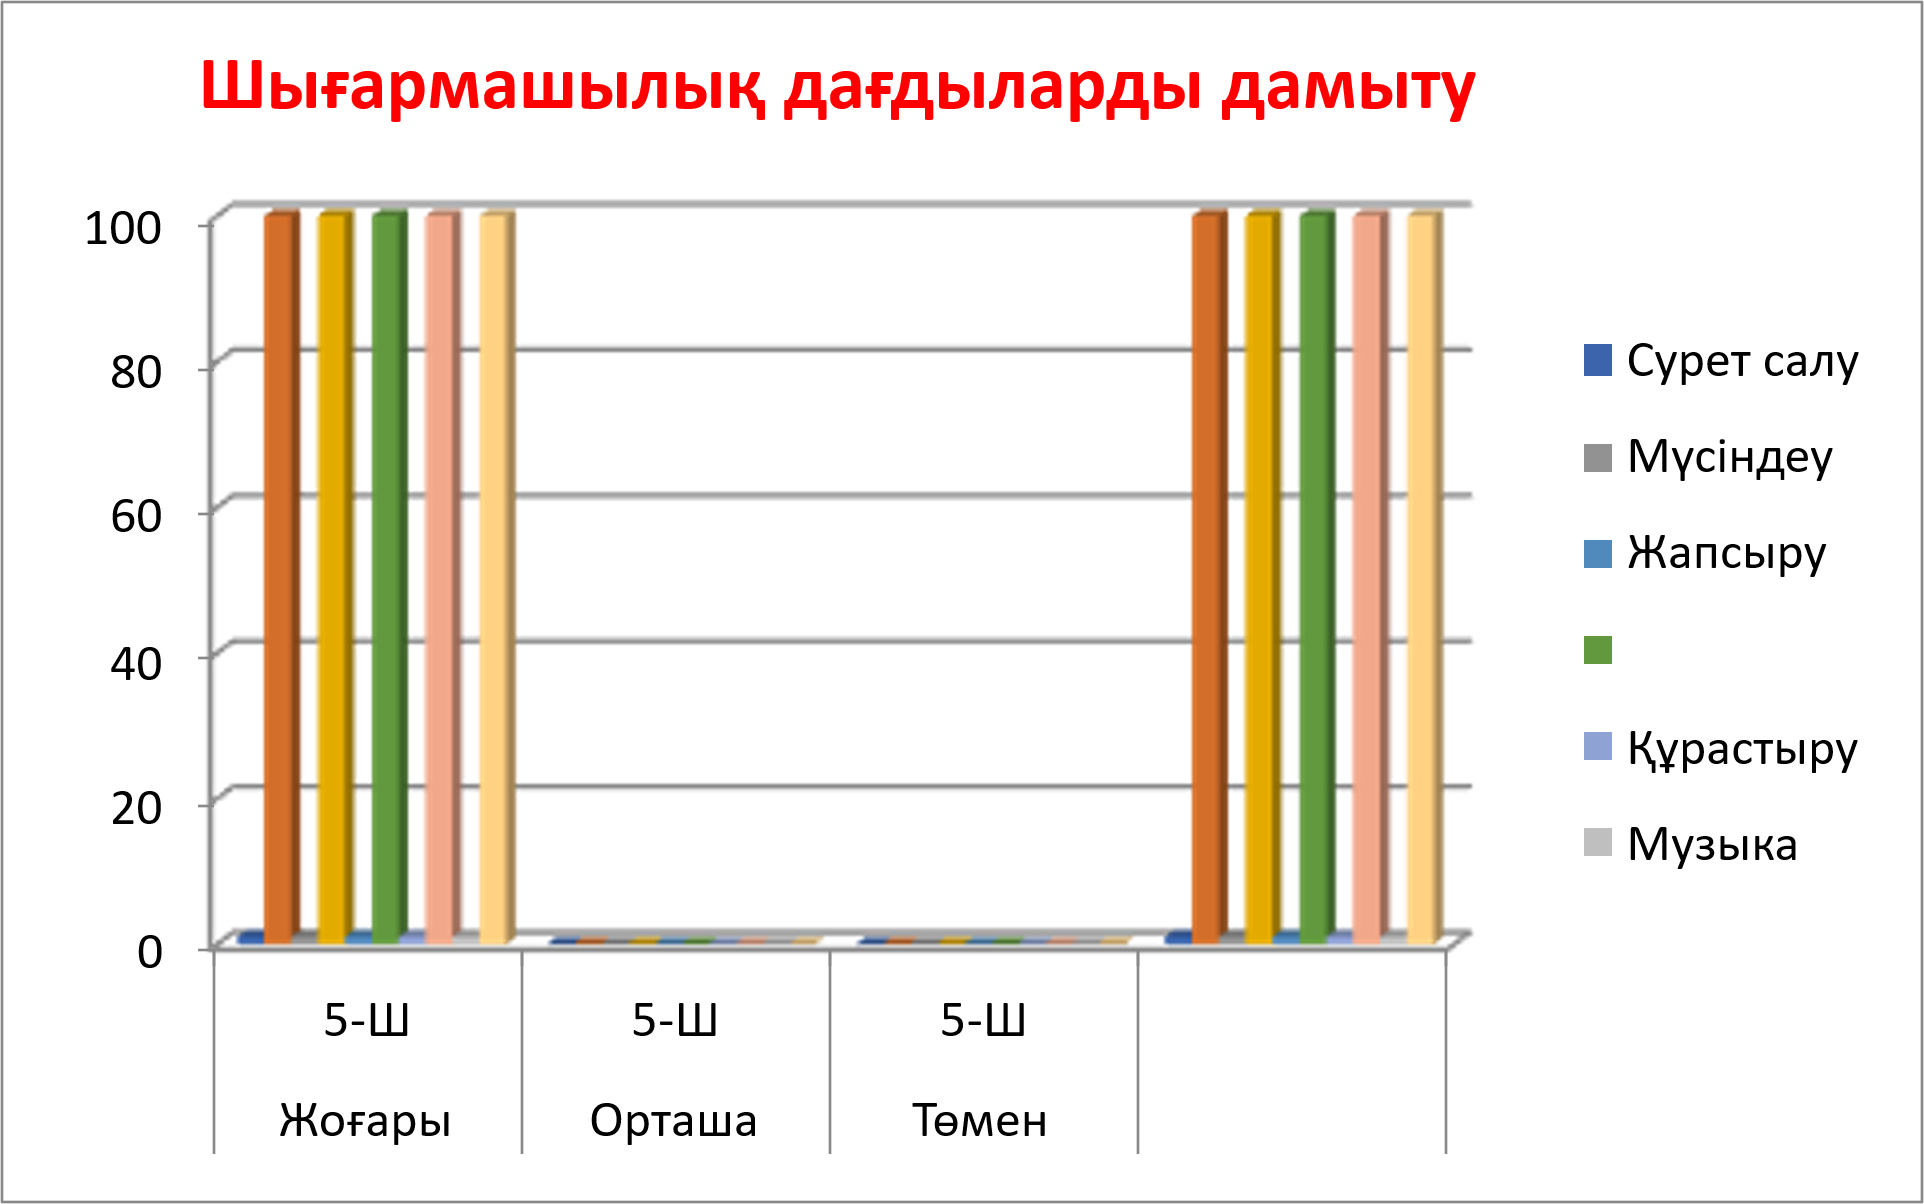 Шығармашылық дағдыларды дамыту
100
80
60
40
20
0
5-Ш
5-Ш
5-Ш
Жоғары
Орташа
Төмен
Сурет салу
Мүсіндеу
Жапсыру
Құрастыру
Музыка